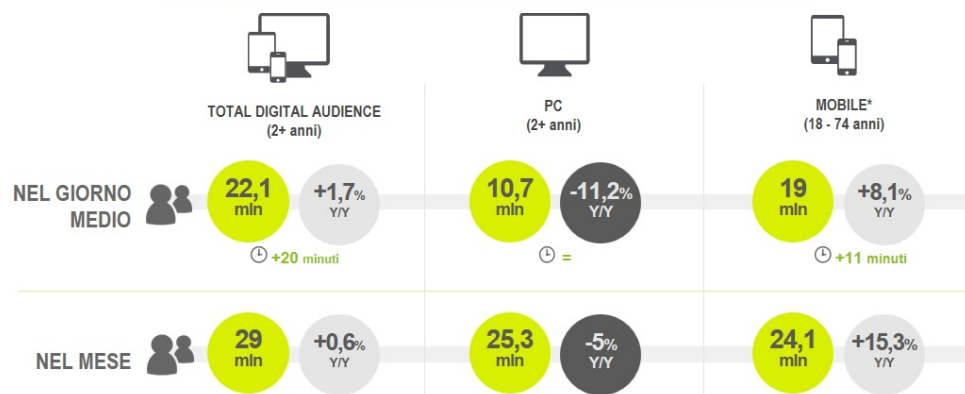 TOTAL DIGITAL AUDIENCE
(2+ anni)
PC
(2+ anni)
MOBILE*
(18 - 74 anni)
NEL GIORNO
MEDIO
22,1
mln
+1,7%
Y/Y
+20 minuti
10,7
mln
-11,2%
Y/Y
=
19
mln
+8,1%
Y/Y
+11 minuti
NEL MESE
29
mln
+0,6%
Y/Y
25,3
mln
-5%
Y/Y
24,1
mln
+15,3%
Y/Y